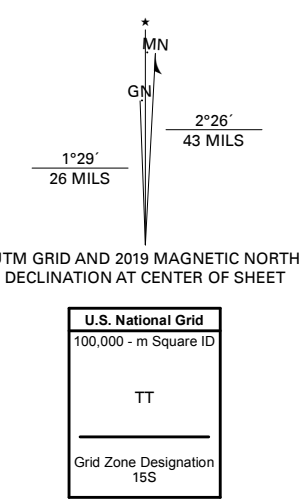 MN
GN
2°26´
43 MILS
1°29´
26 MILS
UTM GRID AND 2019 MAGNETIC NORTH
DECLINATION AT CENTER OF SHEET
U.S. National Grid
100,000 - m Square ID
TT
Grid Zone Designation
15S